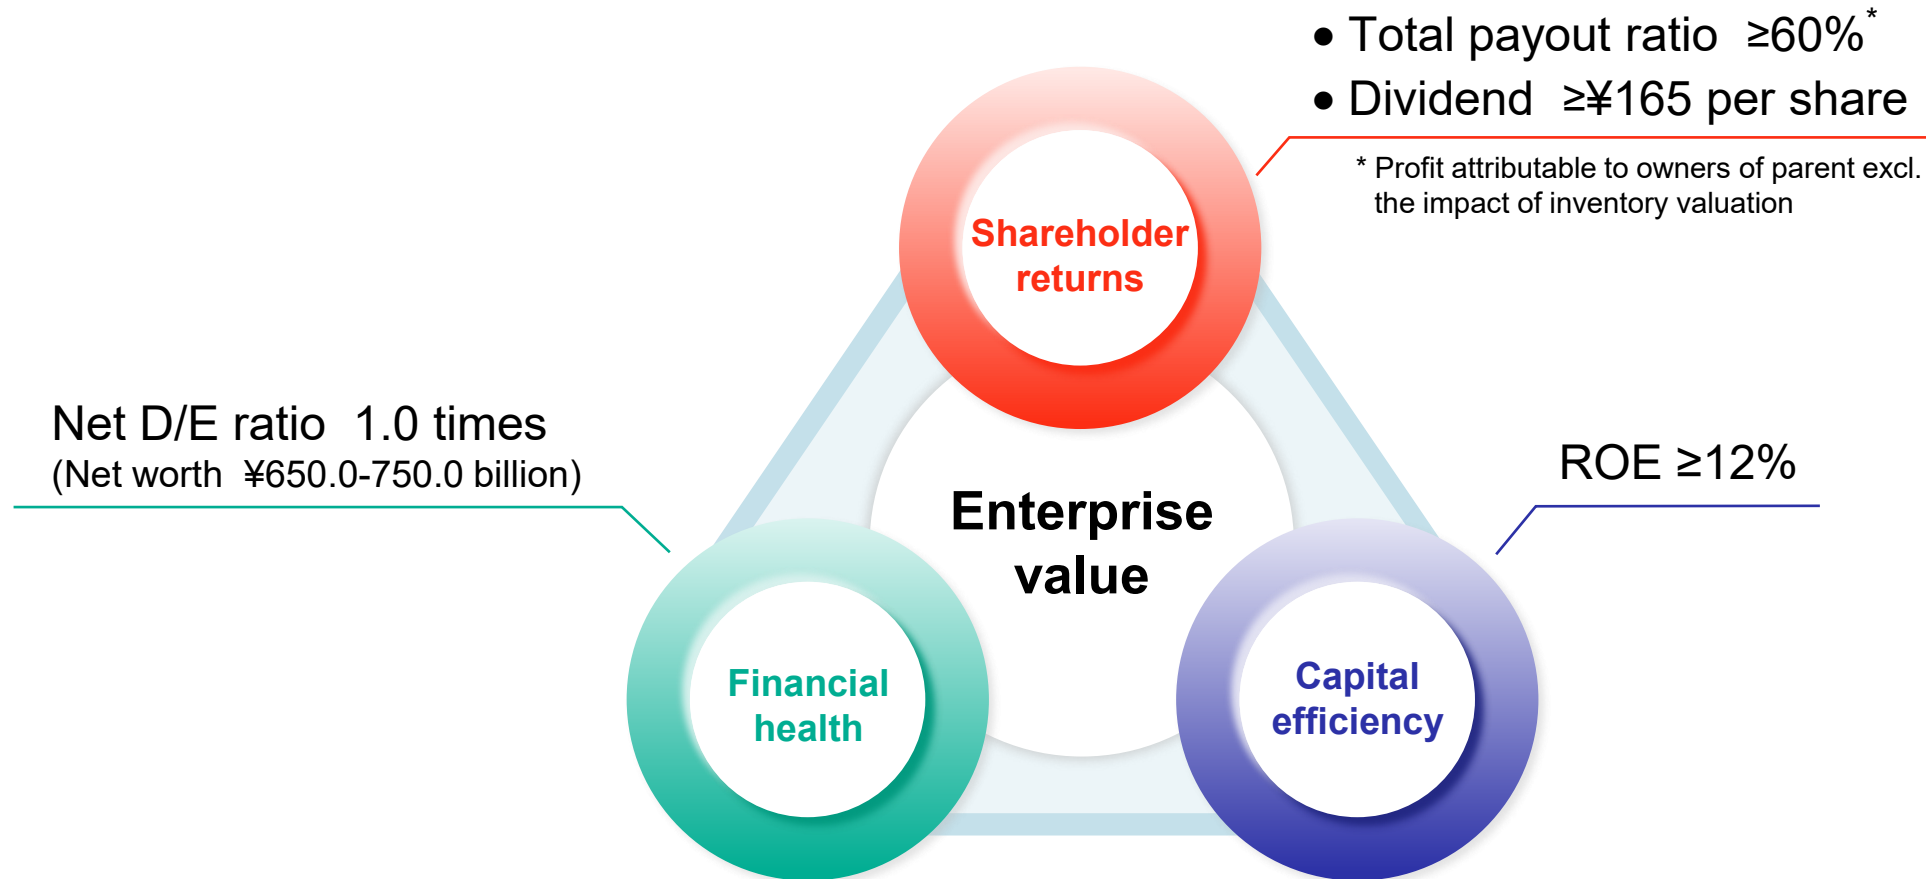 • Total payout ratio ≥60%*
• Dividend ≥¥165 per share
* Profit attributable to owners of parent excl.
the impact of inventory valuation
Shareholder
returns
Net D/E ratio 1.0 times
(Net worth ¥650.0-750.0 billion)
ROE ≥12%
Enterprise
value
Financial
health
Capital
efficiency